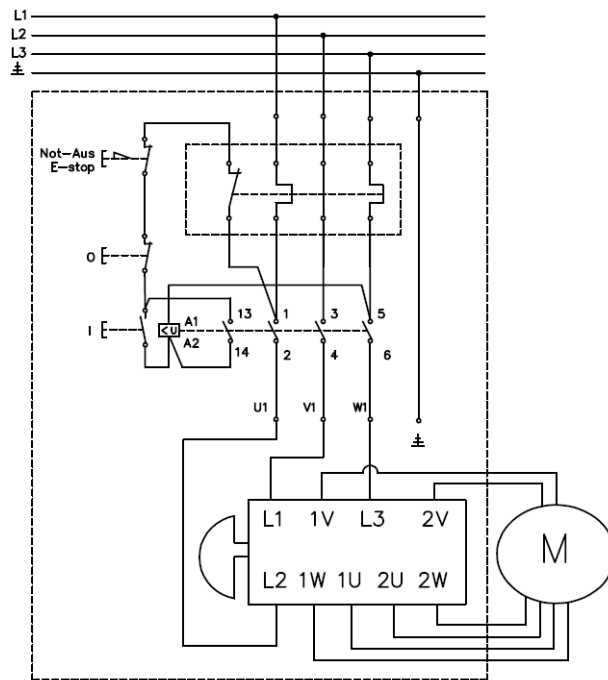 L1
L2
L3
Not-Aus
E-stop
O
I
<U
A1
A2
13
14
1
2
3
4
5
6
U1
V1
W1
L1 1V L3 2V
L2 1W 1U 2U 2W
M